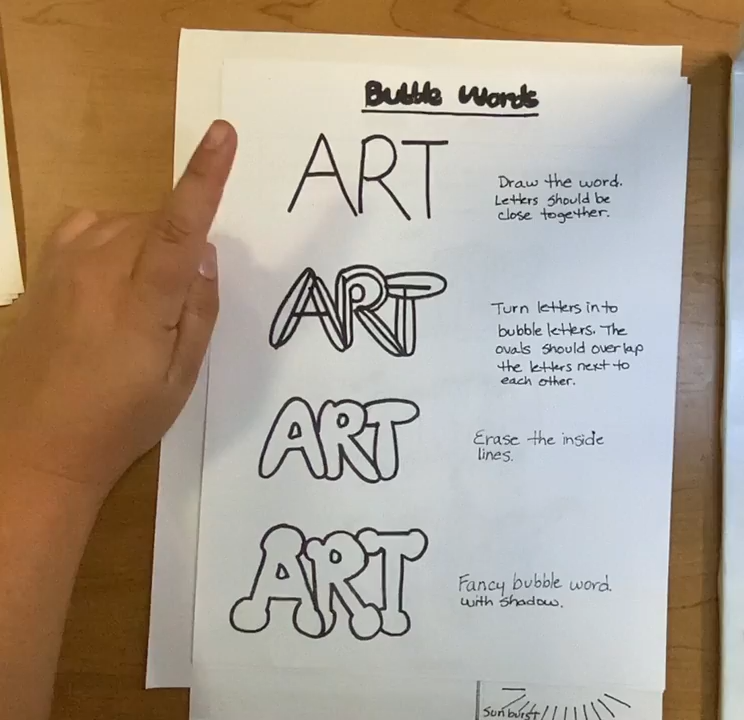 Bubble Words
ART
Draw the word.
Letters should be
close together.
ART
Turn letters into
bubble letters. The
ovals should overlap
the letters next to
each other.
ART
Erase the inside
lines.
ART
Fancy bubble word.
with shadow.
Sunburst